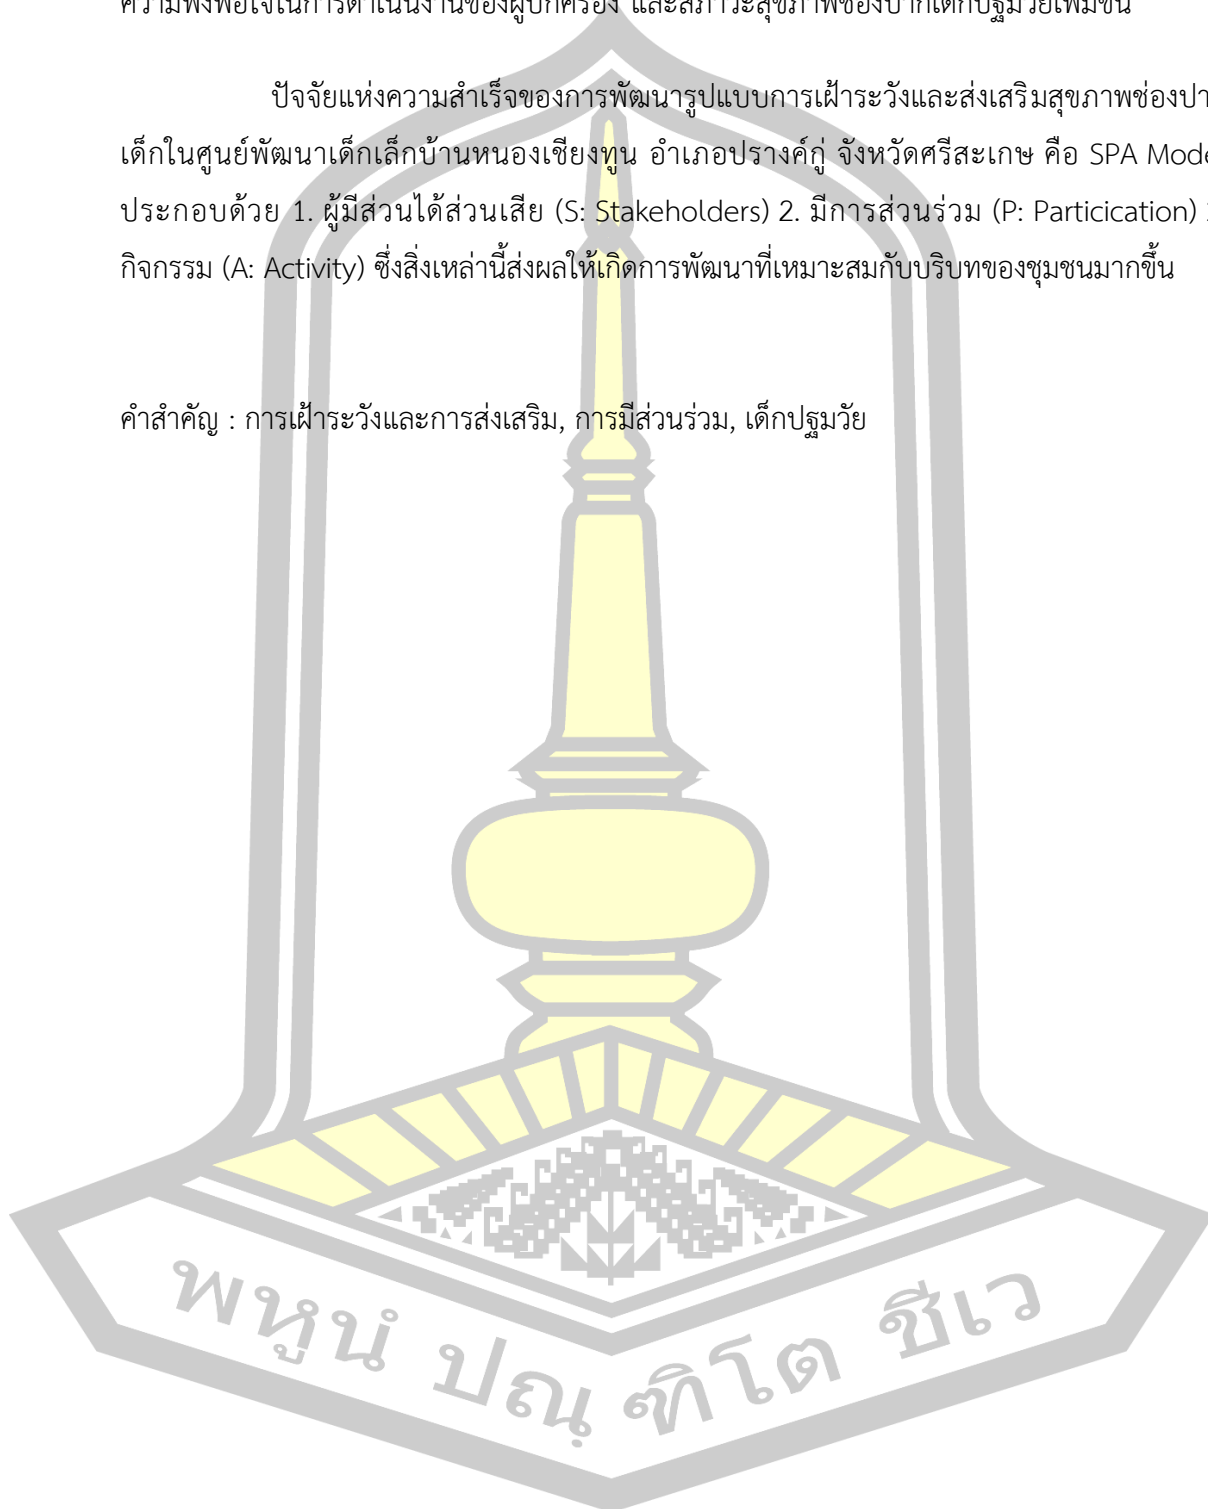 ความพึงพอใจในการดำเนินงานของผู้ปกครอง และสภาวะสุขภาพช่องปากเด็กปฐมวัยเพิ่มขึ้น
ปัจจัยแห่งความสำเร็จของการพัฒนารูปแบบการเฝ้าระวังและส่งเสริมสุขภาพช่องปา
เด็กในศูนย์พัฒนาเด็กเล็กบ้านหนองเชียงทูน อำเภอปรางค์กู่ จังหวัดศรีสะเกษ คือ SPA Mode
ประกอบด้วย 1. ผู้มีส่วนได้ส่วนเสีย (S: Stakeholders) 2. มีการส่วนร่วม (P: Particication)
กิจกรรม (A: Activity) ซึ่งสิ่งเหล่านี้ส่งผลให้เกิดการพัฒนาที่เหมาะสมกับบริบทของชุมชนมากขึ้น
คำสำคัญ : การเฝ้าระวังและการส่งเสริม, การมีส่วนร่วม, เด็กปฐมวัย
พหูนํ ปณฺฑิโต ชีเว